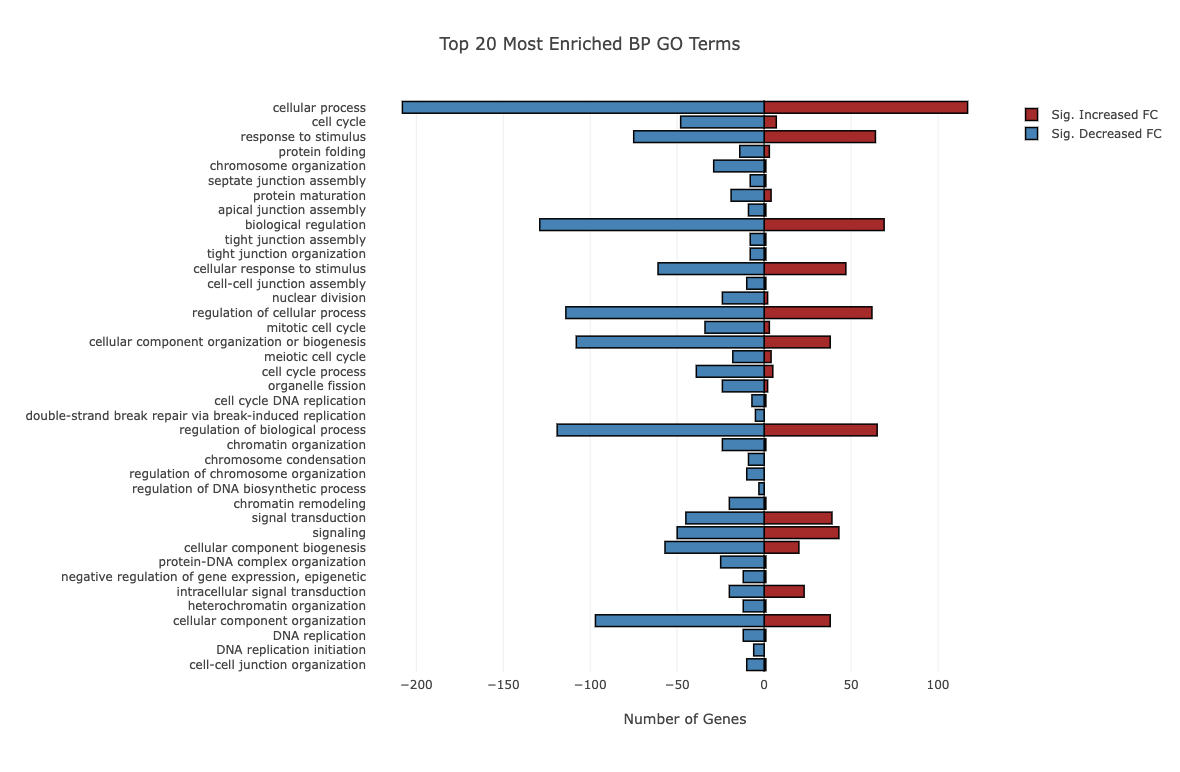 Top 20 Most Enriched BP GO Terms
cellular process
cell cycle
response to stimulus
protein folding
chromosome organization
septate junction assembly
protein maturation
apical junction assembly
biological regulation
tight junction assembly
tight junction organization
cellular response to stimulus
cell-cell junction assembly
nuclear division
regulation of cellular process
mitotic cell cycle
cellular component organization or biogenesis
meiotic cell cycle
cell cycle process
organelle fission
cell cycle DNA replication
double-strand break repair via break-induced replication
regulation of biological process
chromatin organization
chromosome condensation
regulation of chromosome organization
regulation of DNA biosynthetic process
chromatin remodeling
signal transduction
signaling
cellular component biogenesis
protein-DNA complex organization
negative regulation of gene expression, epigenetic
intracellular signal transduction
heterochromatin organization
cellular component organization
DNA replication
DNA replication initiation
cell-cell junction organization
−200 −150 −100 −50 0 50 100
Number of Genes
Sig. Increased FC
Sig. Decreased FC